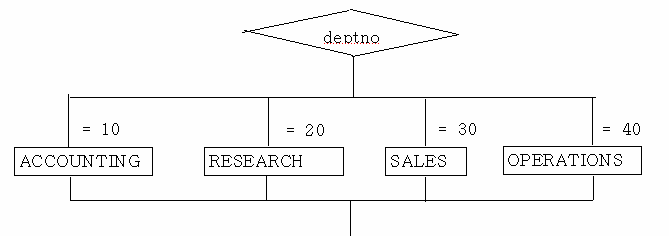 deptno
= 10
= 20
= 30
= 40
ACCOUNTING
RESEARCH
SALES
OPERATIONS